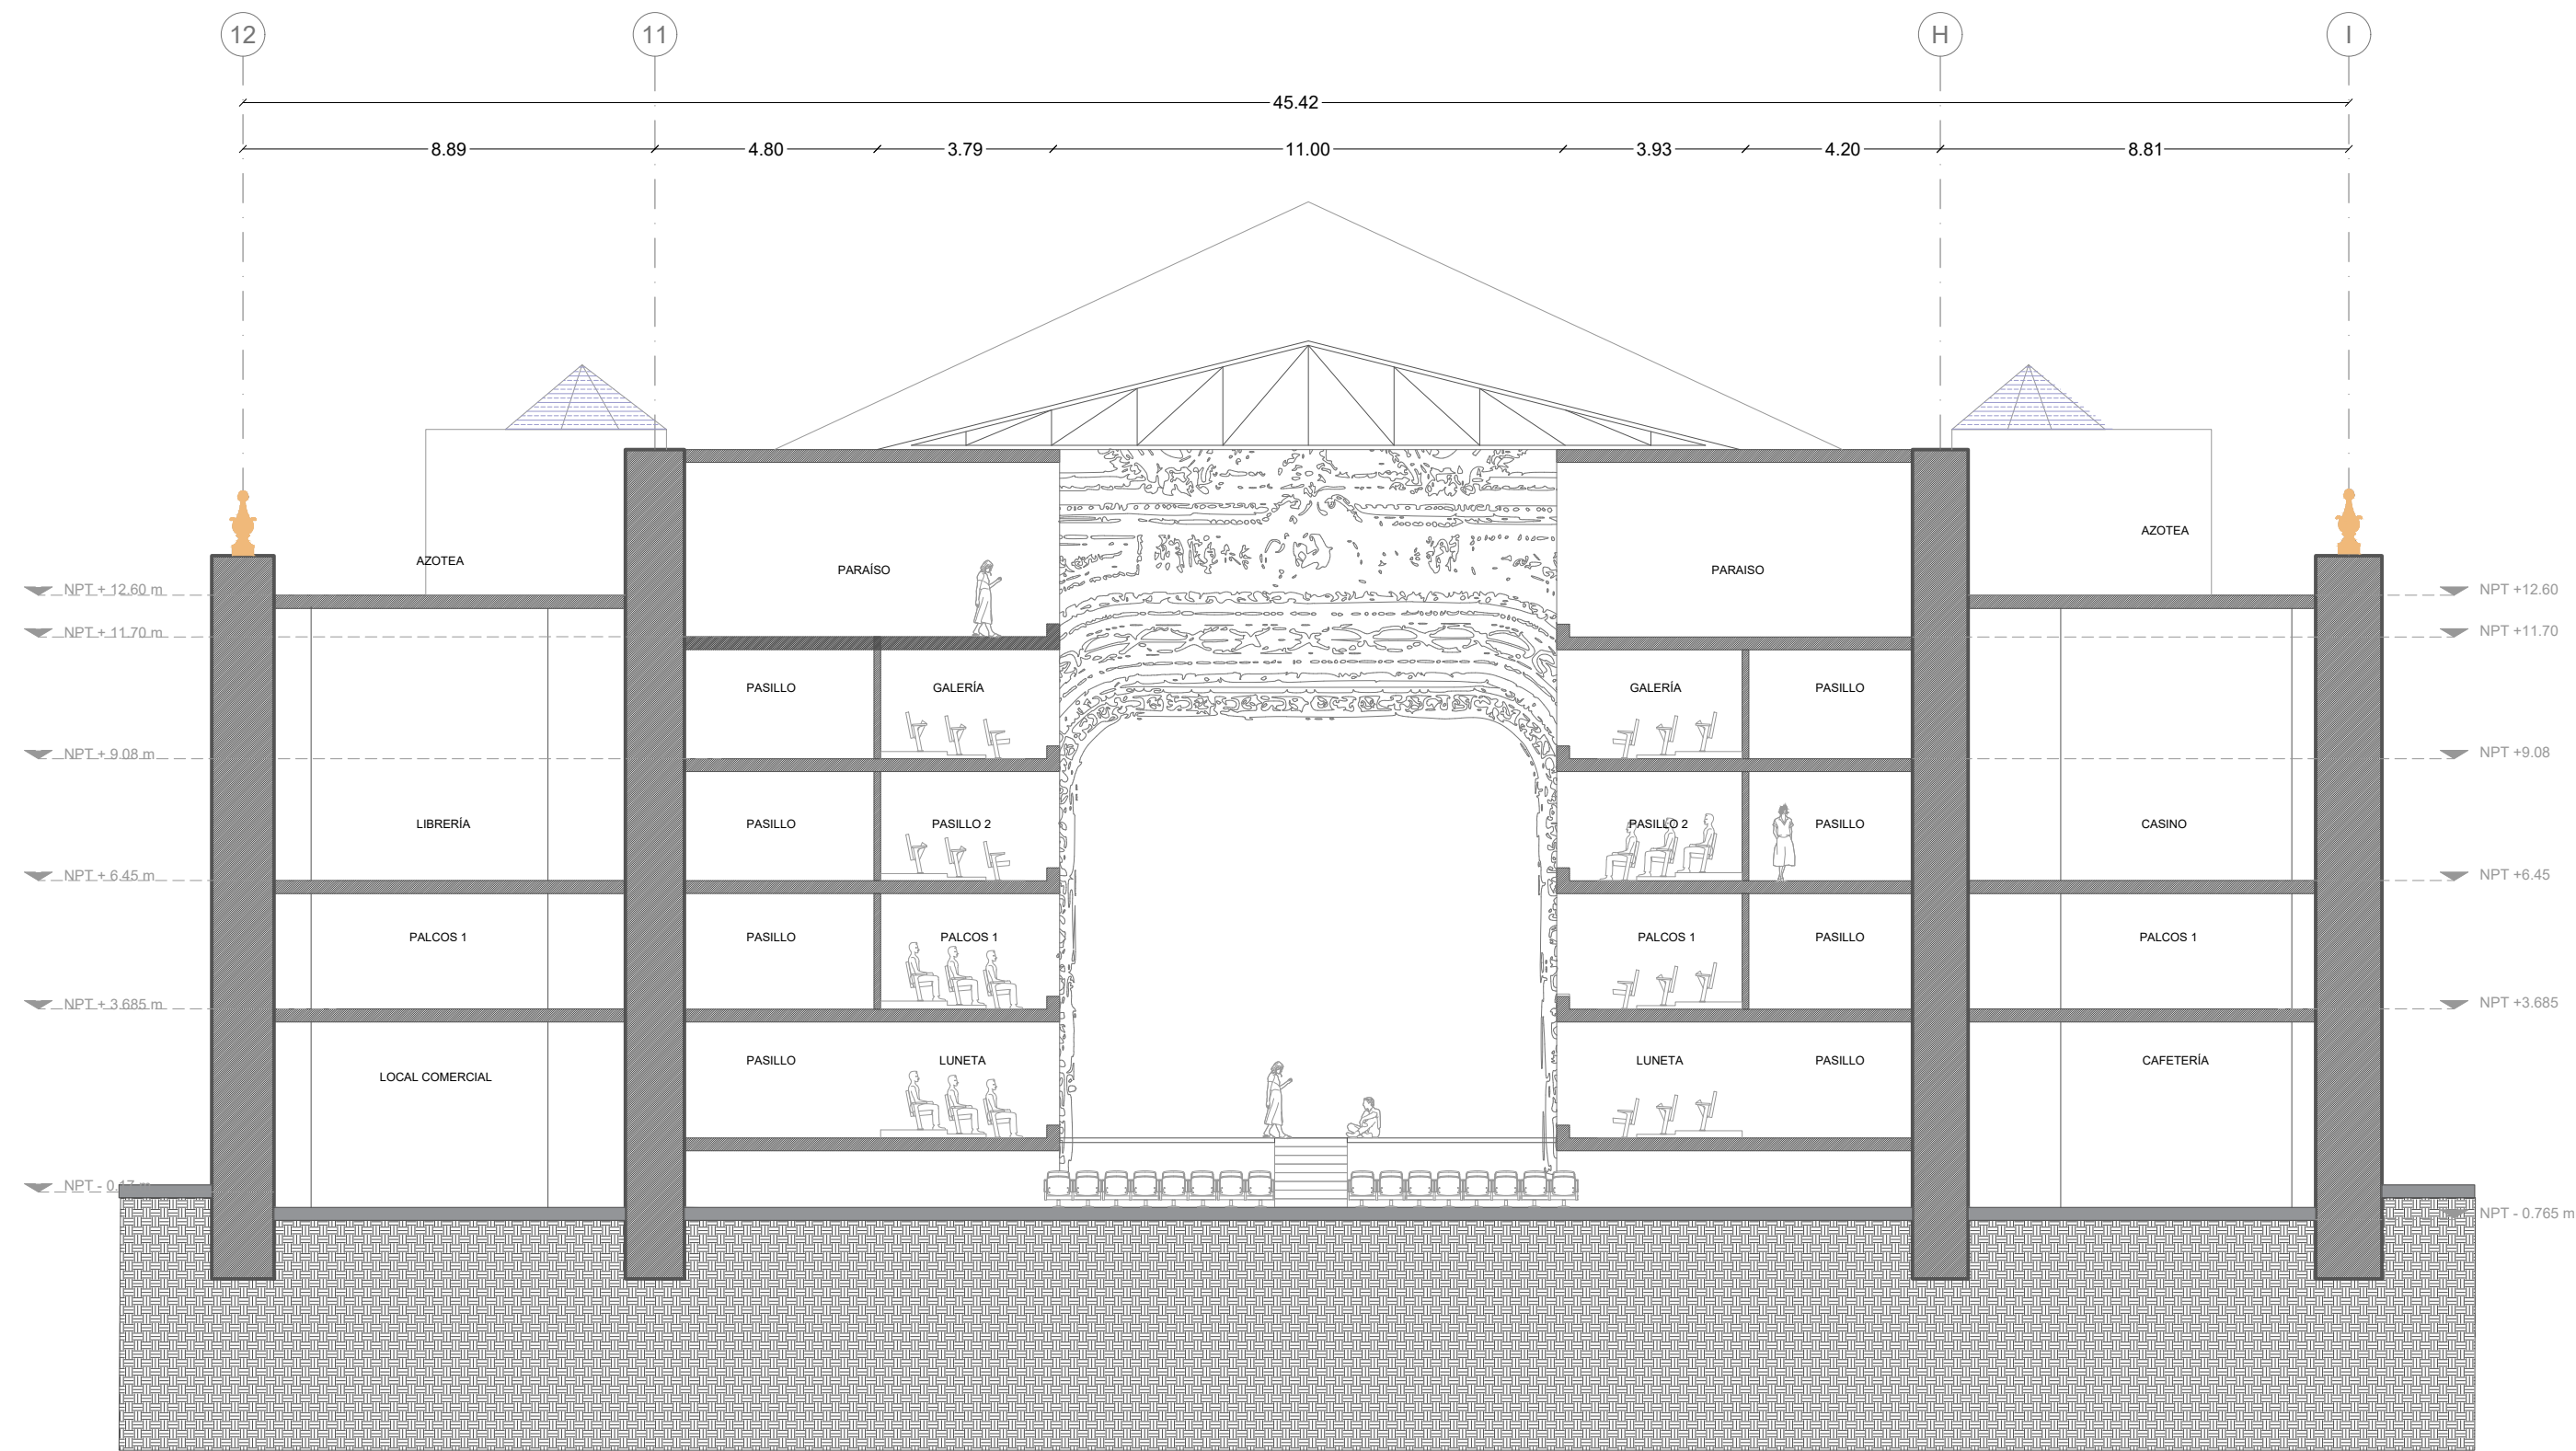 12 11 H I
45.42
8.89 4.80 3.79 11.00 3.93 4.20 8.81
AZOTEA
AZOTEA
PARAÍSO PARAISO
NPT + 12.60 m NPT +12.60
NPT + 11.70 m NPT +11.70
PASILLO GALERÍA GALERÍA PASILLO
NPT + 9.08 m NPT +9.08
LIBRERÍA PASILLO PASILLO 2 PASILLO 2 PASILLO CASINO
NPT + 6.45 m NPT +6.45
PALCOS 1 PASILLO PALCOS 1 PALCOS 1 PASILLO PALCOS 1
NPT + 3.685 m NPT +3.685
PASILLO LUNETA LUNETA PASILLO CAFETERÍA
LOCAL COMERCIAL
NPT - 0.17 m
NPT - 0.765 m